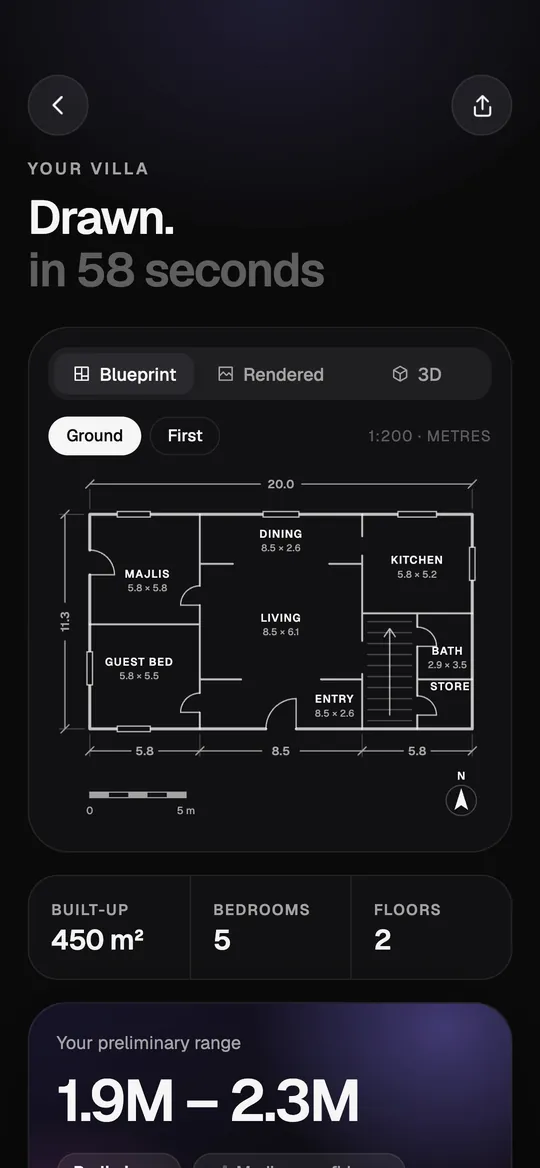 YOUR VILLA
Drawn.
in 58 seconds
Blueprint Rendered 3D
Ground First 1:200 · METRES
20.0
DINING
8.5 × 2.6
KITCHEN
5.8 × 5.2
MAJLIS
5.8 × 5.8
11.3
LIVING
8.5 × 6.1
BATH
2.9 × 3.5
GUEST BED
5.8 × 5.5
STORE
ENTRY
8.5 × 2.6
5.8 8.5 5.8
N
0 5 m
BUILT-UP BEDROOMS FLOORS
450 m² 5 2
Your preliminary range
1.9M – 2.3M